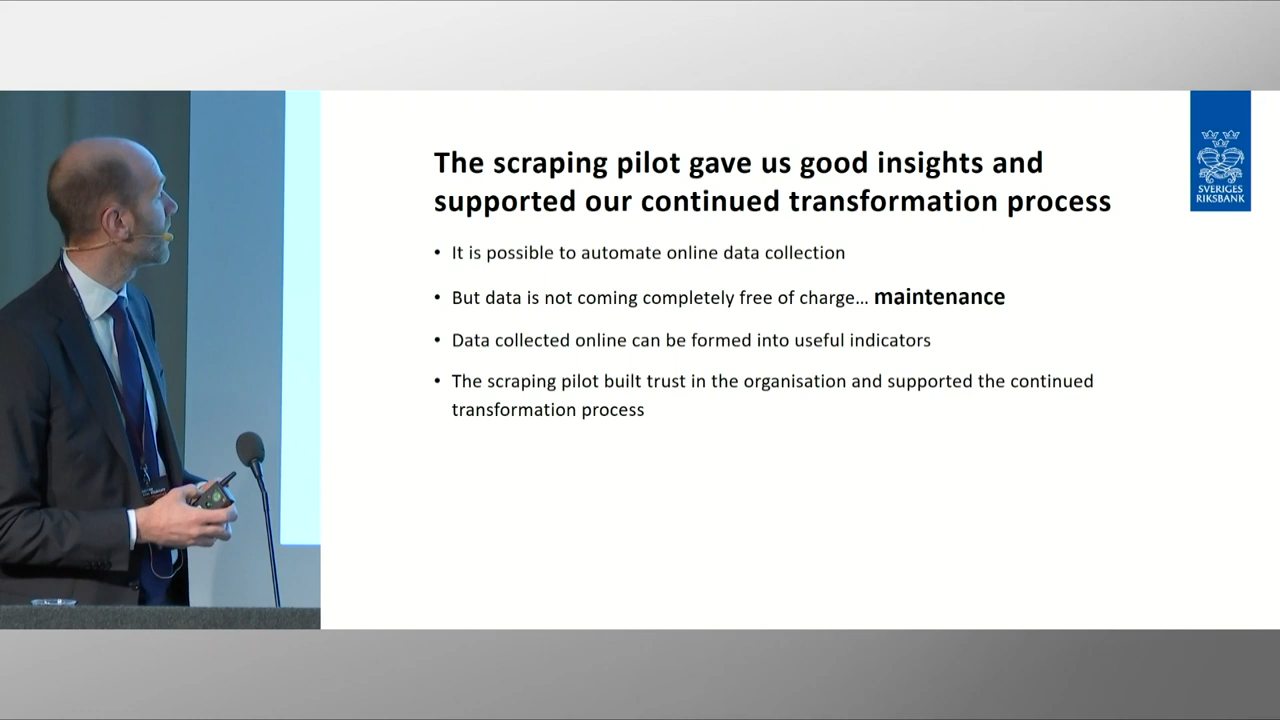 The scraping pilot gave us good insights and
supported our continued transformation process
• It is possible to automate online data collection
• But data is not coming completely free of charge… maintenance
• Data collected online can be formed into useful indicators
• The scraping pilot built trust in the organisation and supported the continued
transformation process
SVERIGES
RIKSBANK